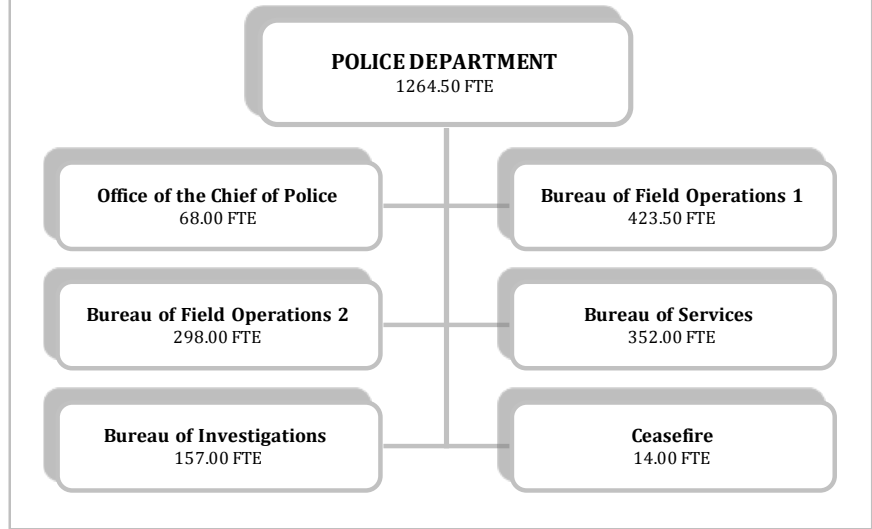 POLICE DEPARTMENT
1264.50 FTE
Office of the Chief of Police
68.00 FTE
Bureau of Field Operations 1
423.50 FTE
Bureau of Field Operations 2
298.00 FTE
Bureau of Services
352.00 FTE
Bureau of Investigations
157.00 FTE
Ceasefire
14.00 FTE